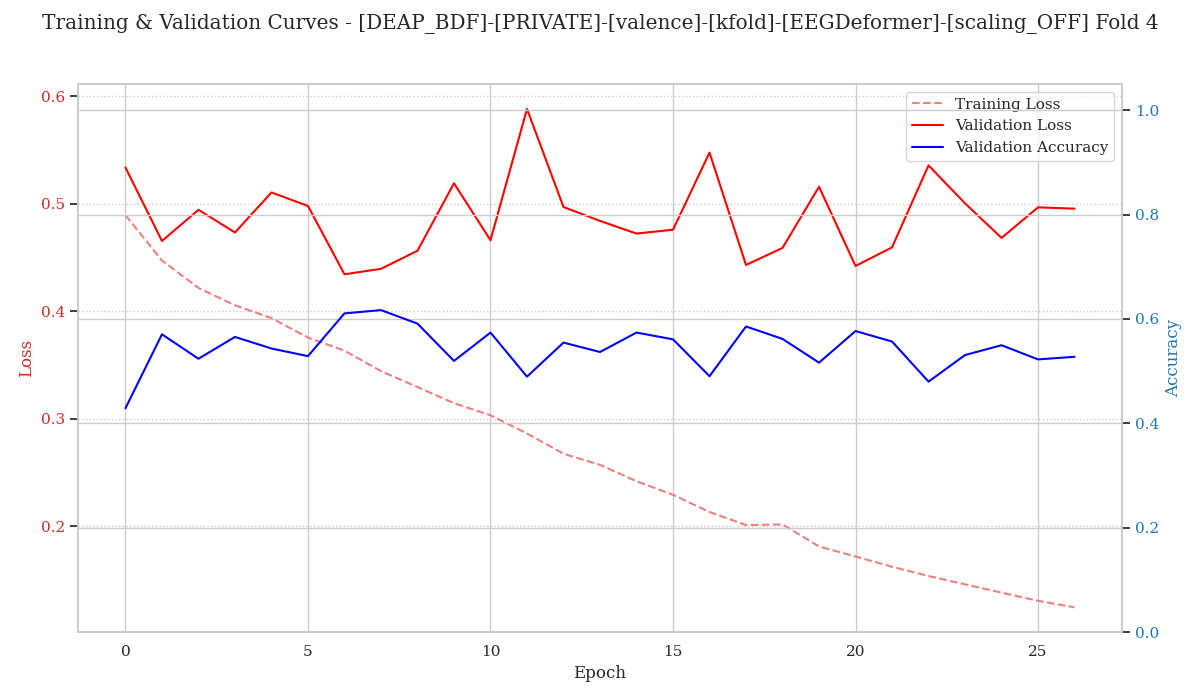 Training & Validation Curves - [DEAP_BDF]-[PRIVATE]-[valence]-[kfold]-[EEGDeformer]-[scaling_OFF] Fold 4
Training Loss
Validation Loss
Validation Accuracy
0.6
0.5
0.4
0.3
0.2
Loss
1.0
0.8
0.6
0.4
0.2
0.0
Accuracy
0 5 10 15 20 25
Epoch